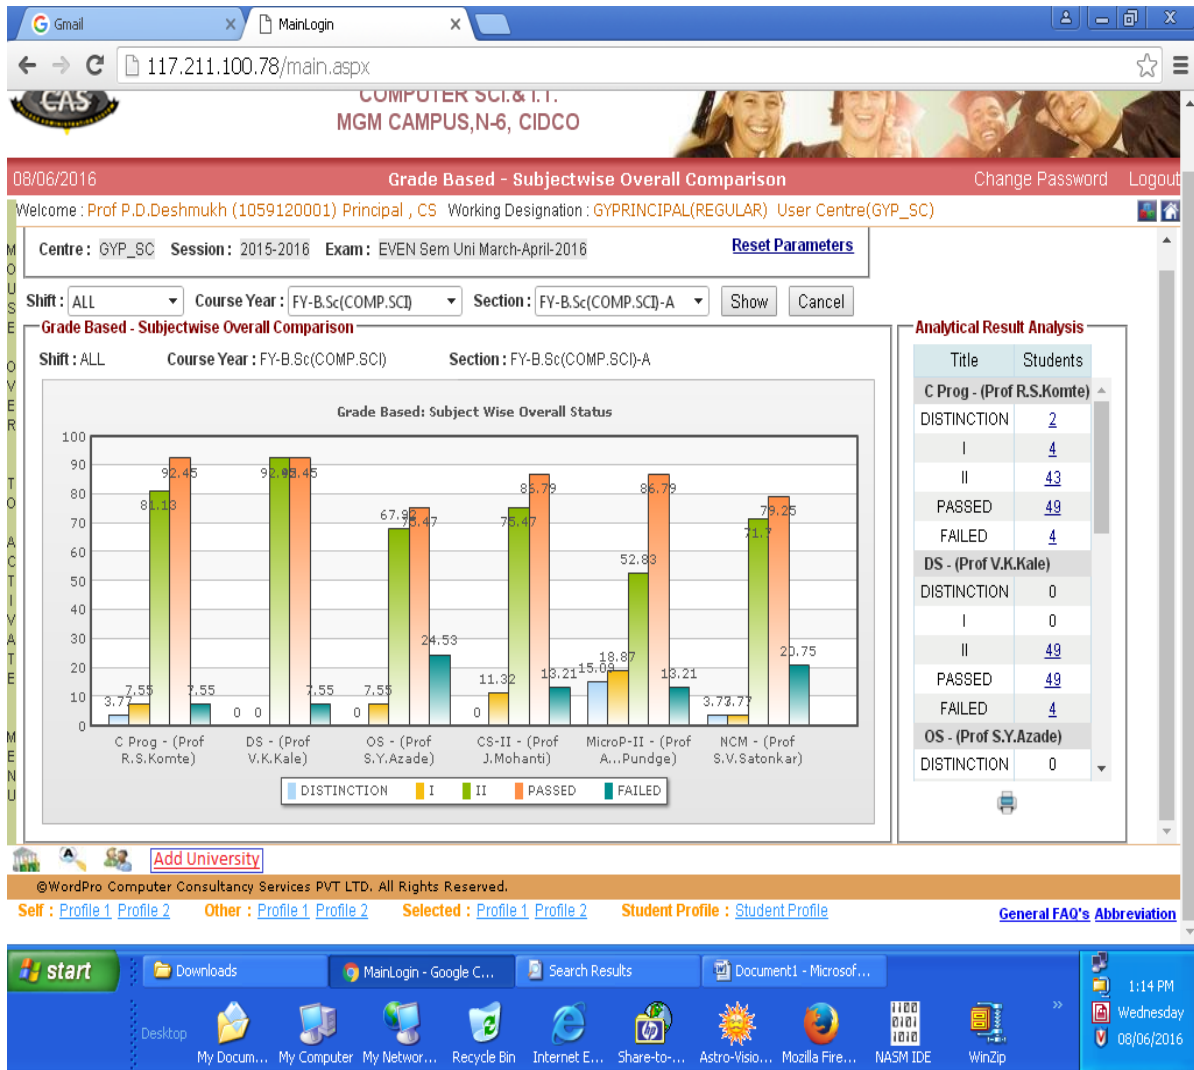 Gmail
MainLogin
117.211.100.78/main.aspx
CAS
COMPUTER SCI.& I.T.
MGM CAMPUS,N-6, CIDCO
08/06/2016 Grade Based - Subjectwise Overall Comparison Change Password Logout
Welcome : Prof P.D.Deshmukh (1059120001) Principal , CS Working Designation : GYPRINCIPAL(REGULAR) User Centre(GYP_SC)
MOUSE OVER TO ACTIVATE MENU
Centre : GYP_SC Session : 2015-2016 Exam : EVEN Sem Uni March-April-2016 Reset Parameters
Shift : ALL Course Year : FY-B.Sc(COMP.SCI) Section : FY-B.Sc(COMP.SCI)-A Show Cancel
Grade Based - Subjectwise Overall Comparison
Shift : ALL Course Year : FY-B.Sc(COMP.SCI) Section : FY-B.Sc(COMP.SCI)-A
Grade Based: Subject Wise Overall Status
100
90
80
70
60
50
40
30
20
10
0
3.77 7.55 81.13 92.45 7.55
0 0 92.45 92.45 7.55
0 7.55 67.92 75.47 24.53
0 11.32 75.47 86.79 13.21
15.09 18.87 52.83 86.79 13.21
3.77 3.77 71.7 79.25 20.75
C Prog - (Prof R.S.Komte)
DS - (Prof V.K.Kale)
OS - (Prof S.Y.Azade)
CS-II - (Prof J.Mohanti)
MicroP-II - (Prof A...Pundge)
NCM - (Prof S.V.Satonkar)
DISTINCTION I II PASSED FAILED
Analytical Result Analysis
Title Students
C Prog - (Prof R.S.Komte)
DISTINCTION 2
I 4
II 43
PASSED 49
FAILED 4
DS - (Prof V.K.Kale)
DISTINCTION 0
I 0
II 49
PASSED 49
FAILED 4
OS - (Prof S.Y.Azade)
DISTINCTION 0
Add University
©WordPro Computer Consultancy Services PVT LTD. All Rights Reserved.
Self : Profile 1 Profile 2 Other : Profile 1 Profile 2 Selected : Profile 1 Profile 2 Student Profile : Student Profile
General FAQ's Abbreviation
start Downloads MainLogin - Google C... Search Results Document1 - Microsof...
1:14 PM
Wednesday
08/06/2016
Desktop My Docum... My Computer My Networ... Recycle Bin Internet E... Share-to-... Astro-Visio... Mozilla Fire... NASM IDE WinZip